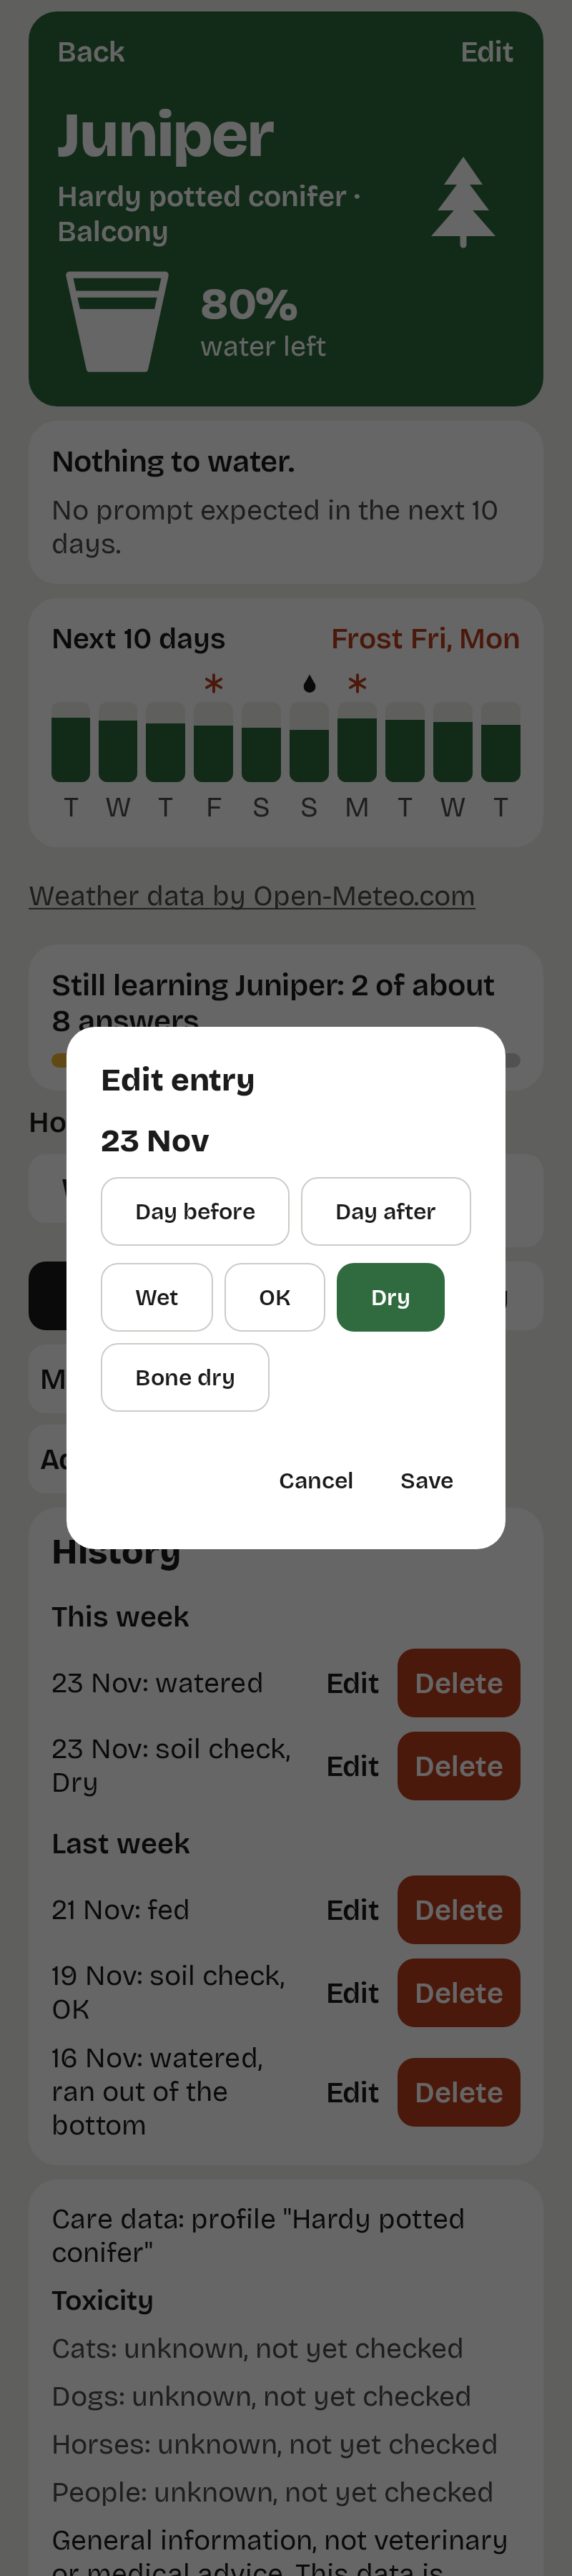 Back
Edit
Juniper
Hardy potted conifer ·
Balcony
80%
water left
Nothing to water.
No prompt expected in the next 10
days.
Next 10 days
Frost Fri, Mon
T W T F S S M T W T
Weather data by Open-Meteo.com
Still learning Juniper: 2 of about
8 answers
Edit entry
23 Nov
Day before
Day after
Wet
OK
Dry
Bone dry
Cancel
Save
History
This week
23 Nov: watered
Edit
Delete
23 Nov: soil check,
Dry
Edit
Delete
Last week
21 Nov: fed
Edit
Delete
19 Nov: soil check,
OK
Edit
Delete
16 Nov: watered,
ran out of the
bottom
Edit
Delete
Care data: profile "Hardy potted
conifer"
Toxicity
Cats: unknown, not yet checked
Dogs: unknown, not yet checked
Horses: unknown, not yet checked
People: unknown, not yet checked
General information, not veterinary
or medical advice. This data is